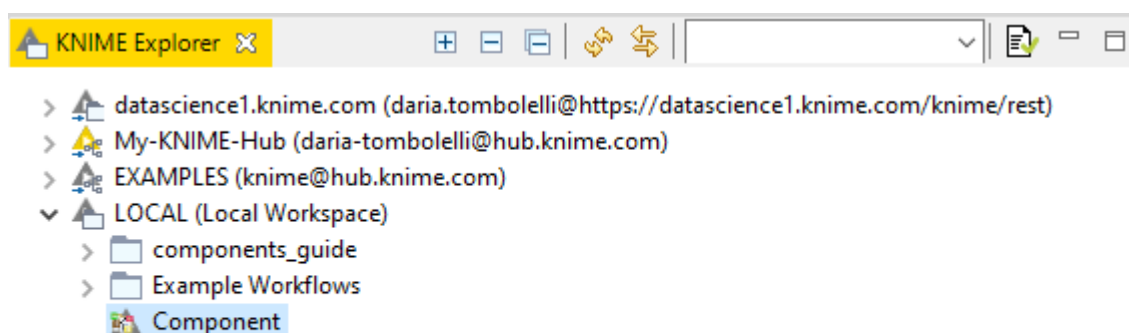 KNIME Explorer
datascience1.knime.com (daria.tombolelli@https://datascience1.knime.com/knime/rest)
My-KNIME-Hub (daria-tombolelli@hub.knime.com)
EXAMPLES (knime@hub.knime.com)
LOCAL (Local Workspace)
components_guide
Example Workflows
Component